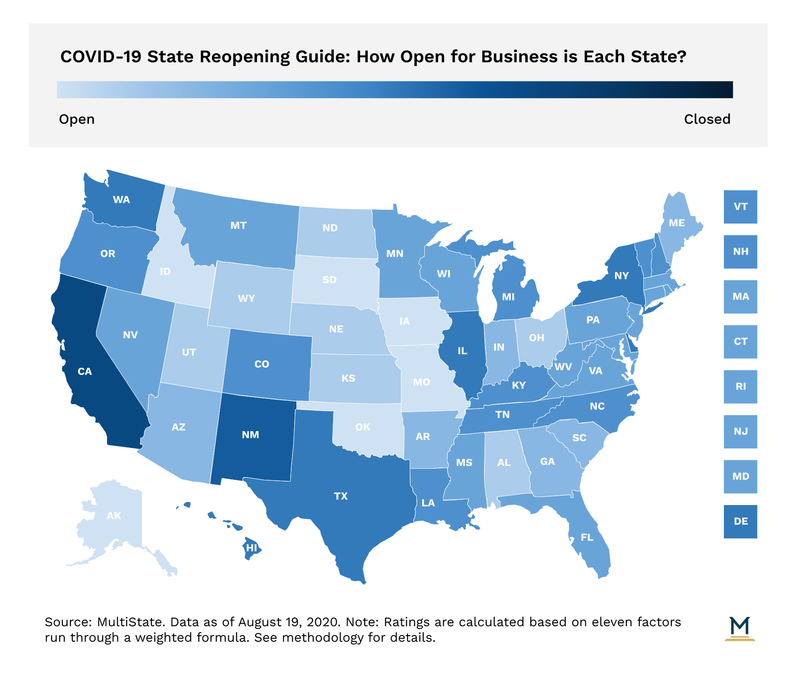 COVID-19 State Reopening Guide: How Open for Business is Each State?
Open
Closed
WA
OR
CA
ID
NV
MT
WY
UT
AZ
ND
SD
NE
CO
KS
NM
OK
TX
MN
IA
MO
AR
LA
WI
IL
MI
IN
OH
KY
TN
MS
AL
GA
FL
SC
NC
VA
WV
PA
NY
ME
AK
HI
VT
NH
MA
CT
RI
NJ
MD
DE
Source: MultiState. Data as of August 19, 2020. Note: Ratings are calculated based on eleven factors
run through a weighted formula. See methodology for details.
M